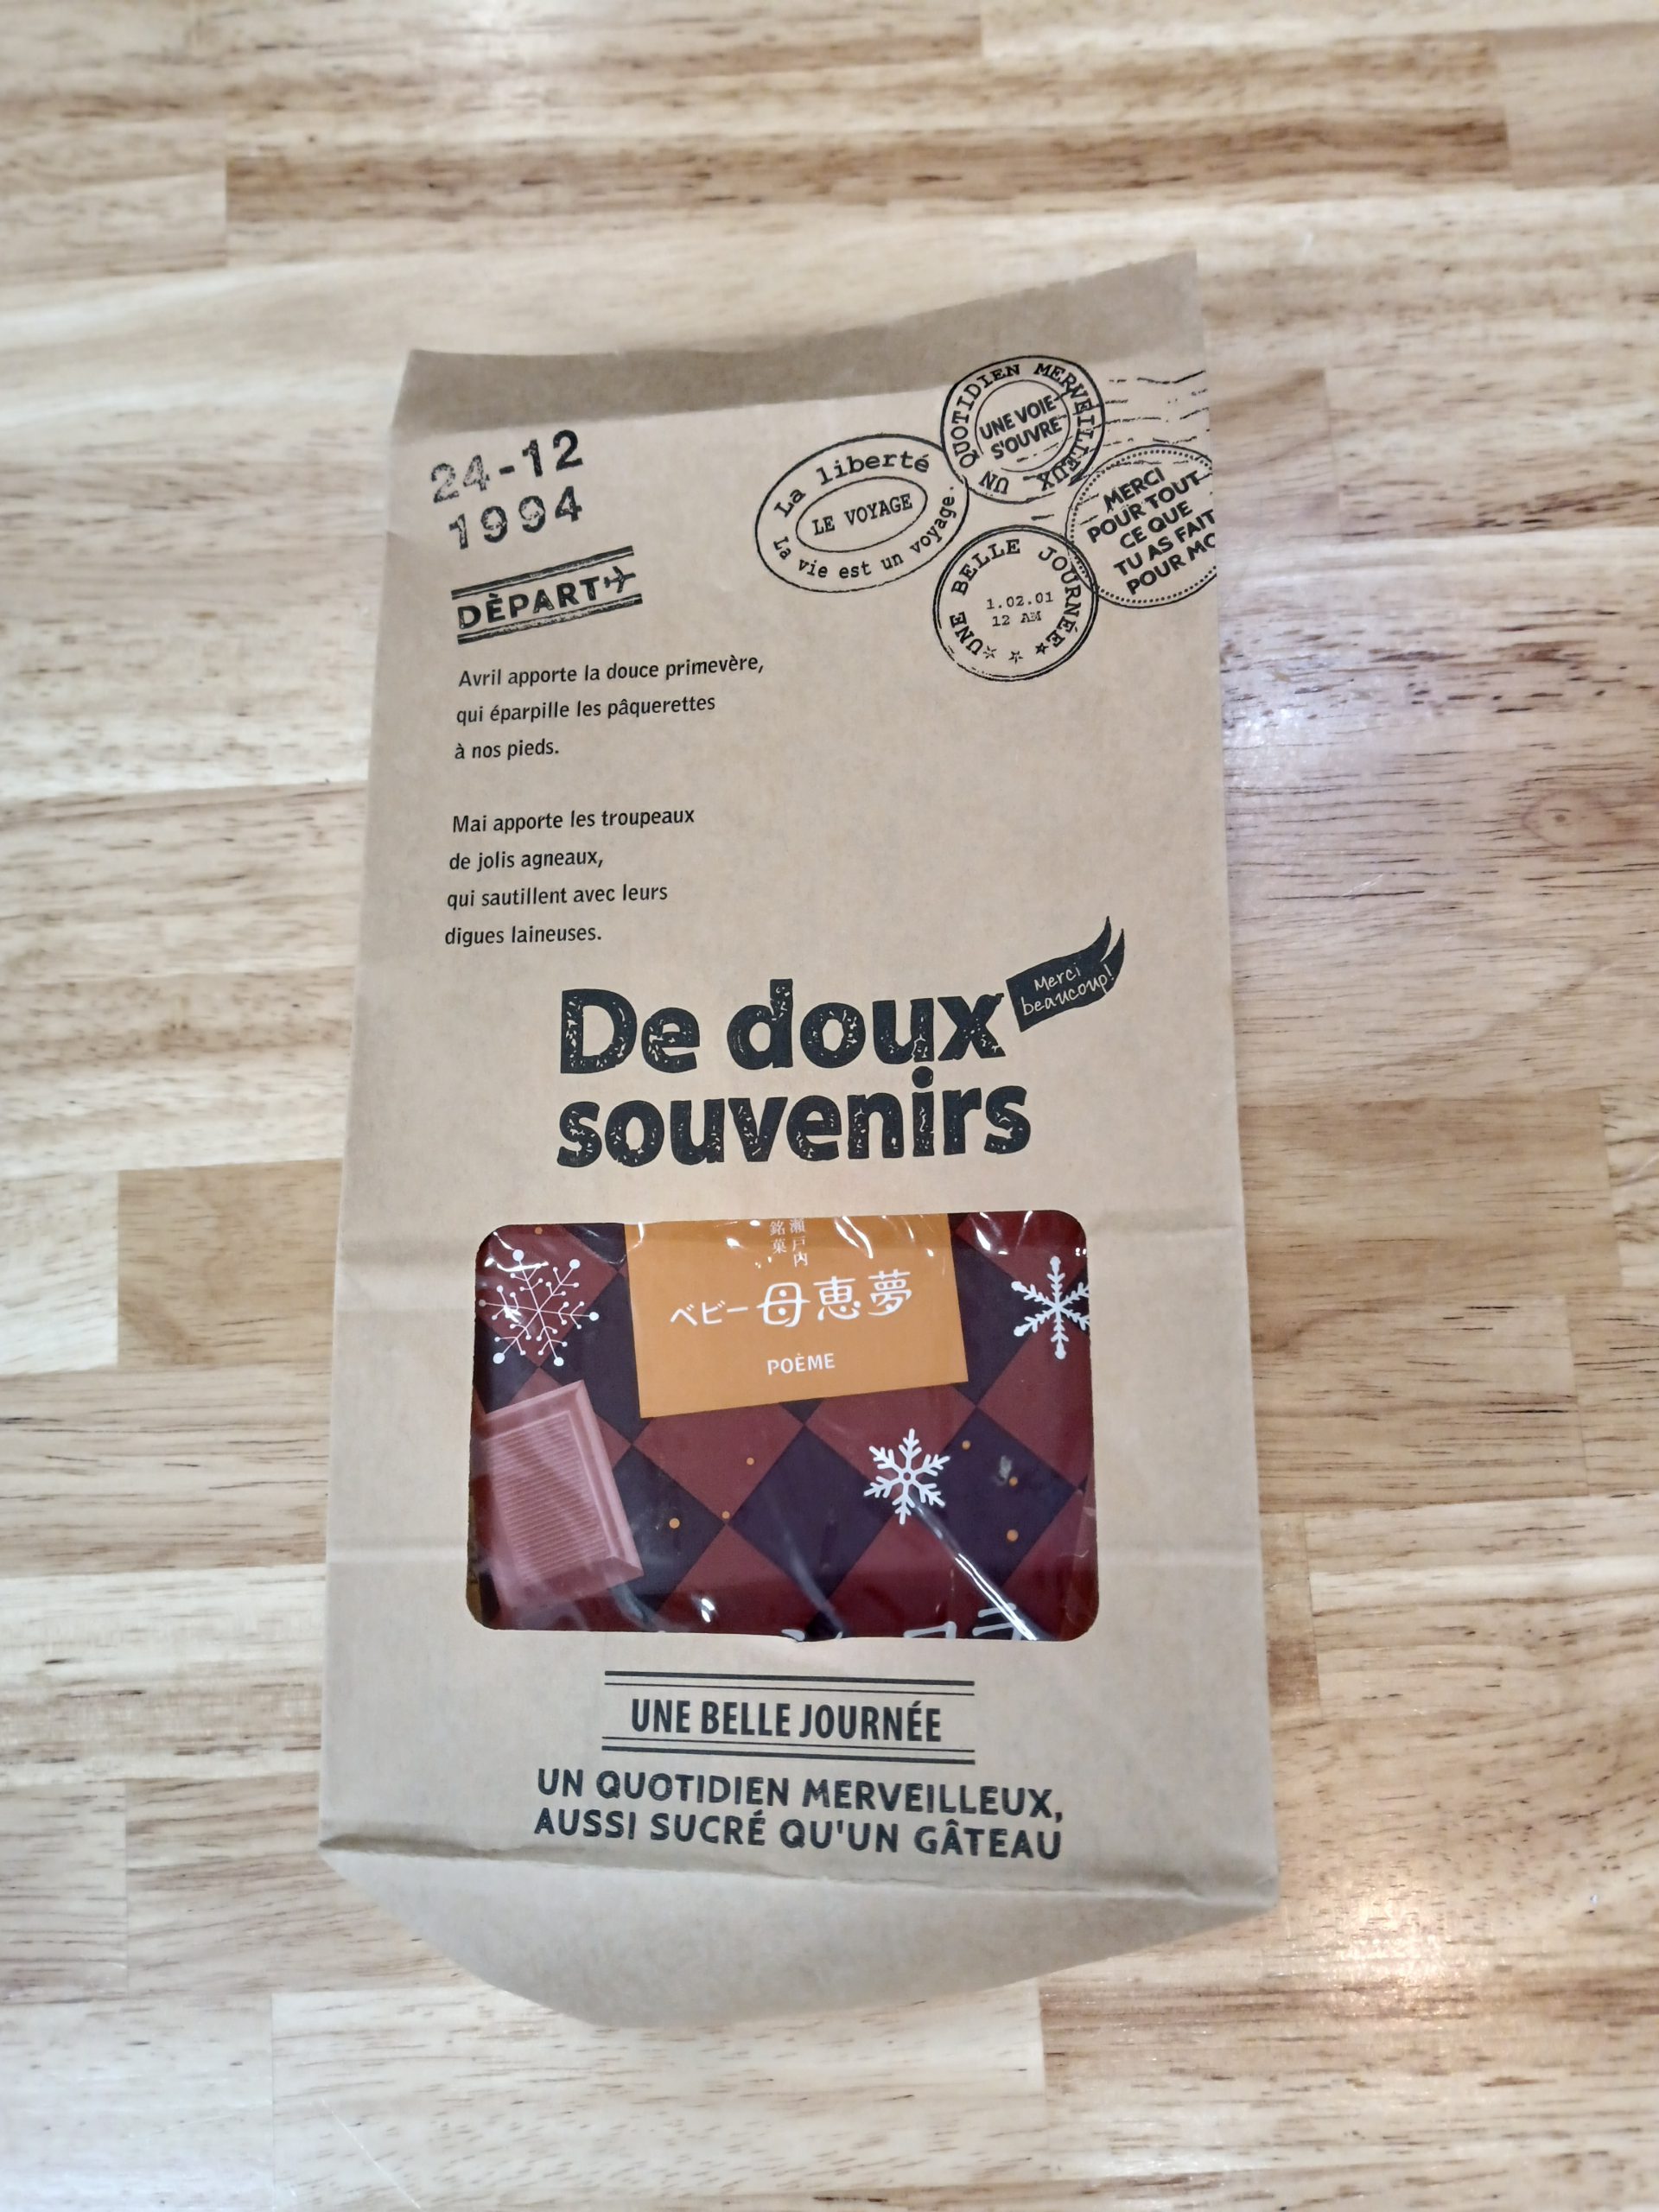 24-12
1994
DÈPART
La liberté
LE VOYAGE
La vie est un voyage.
UN QUOTIDIEN MERVEILLEUX
UNE VOIE
S'OUVRE
MERCI
POUR TOUT
CE QUE
TU AS FAIT
POUR
UNE BELLE JOURNÉE
1.02.01
12 AM
Avril apporte la douce primevère,
qui éparpille les pâquerettes
à nos pieds.
Mai apporte les troupeaux
de jolis agneaux,
qui sautillent avec leurs
digues laineuses.
De doux
souvenirs
Merci
beaucoup!
瀬戸内
銘菓
ベビー母恵夢
POÈME
UNE BELLE JOURNÉE
UN QUOTIDIEN MERVEILLEUX,
AUSSI SUCRÉ QU'UN GÂTEAU